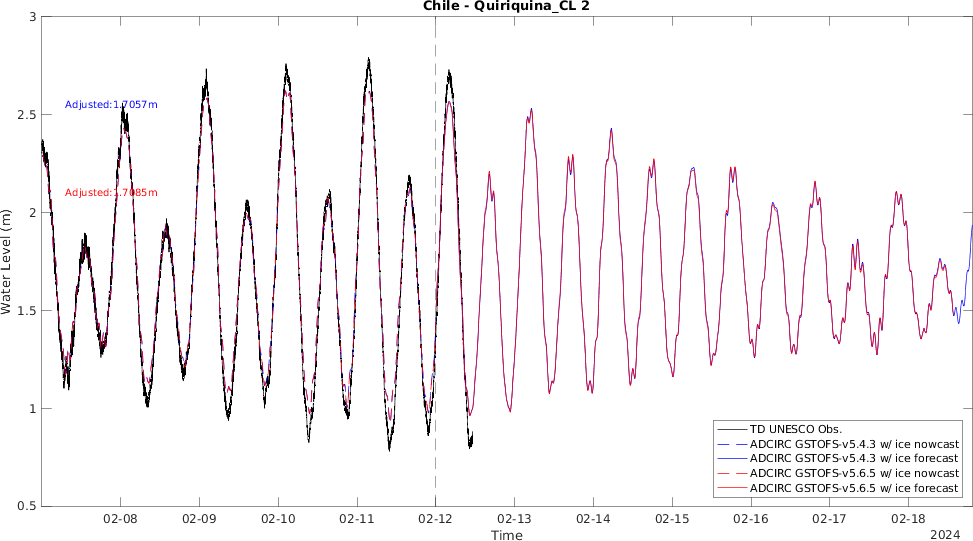 Chile - Quiriquina_CL 2
3
2.5
2
1.5
1
0.5
Water Level (m)
Adjusted:1.7057m
Adjusted:1.7085m
TD UNESCO Obs.
ADCIRC GSTOFS-v5.4.3 w/ ice nowcast
ADCIRC GSTOFS-v5.4.3 w/ ice forecast
ADCIRC GSTOFS-v5.6.5 w/ ice nowcast
ADCIRC GSTOFS-v5.6.5 w/ ice forecast
02-08 02-09 02-10 02-11 02-12 02-13 02-14 02-15 02-16 02-17 02-18
Time
2024